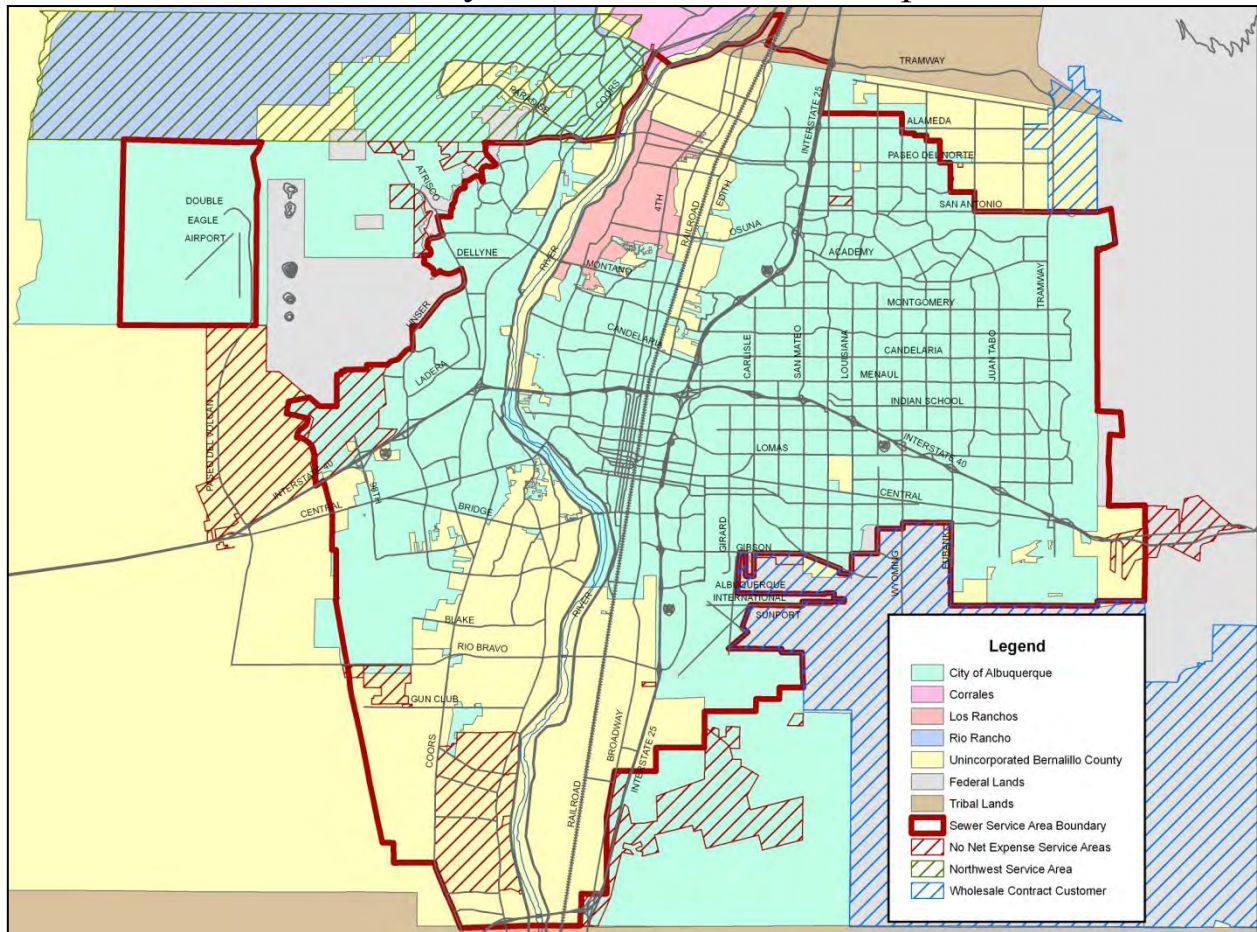 TRAMWAY
INTERSTATE 25
PARADISE
COORS
ALAMEDA
PASEO DEL NORTE
ATRISCO
EDITH
DOUBLE
EAGLE
AIRPORT
4TH
RAILROAD
SAN ANTONIO
OSUNA
ACADEMY
DELLYNE
RIVER
MONTANO
TRAMWAY
MONTGOMERY
UNSER
CANDELARIA
CARLISLE
SAN MATEO
LOUISIANA
CANDELARIA
JUAN TABO
LADERA
MENAUL
INDIAN SCHOOL
PASEO DEL VOLCAN
LOMAS
INTERSTATE 40
INTERSTATE 40
CENTRAL
98TH
CENTRAL
BRIDGE
GIRARD
GIBSON
WYOMING
EUBANK
ALBUQUERQUE
INTERNATIONAL
SUNPORT
RIVER
BLAKE
RIO BRAVO
GUN CLUB
COORS
BROADWAY
INTERSTATE 25
RAILROAD
Legend
City of Albuquerque
Corrales
Los Ranchos
Rio Rancho
Unincorporated Bernalillo County
Federal Lands
Tribal Lands
Sewer Service Area Boundary
No Net Expense Service Areas
Northwest Service Area
Wholesale Contract Customer